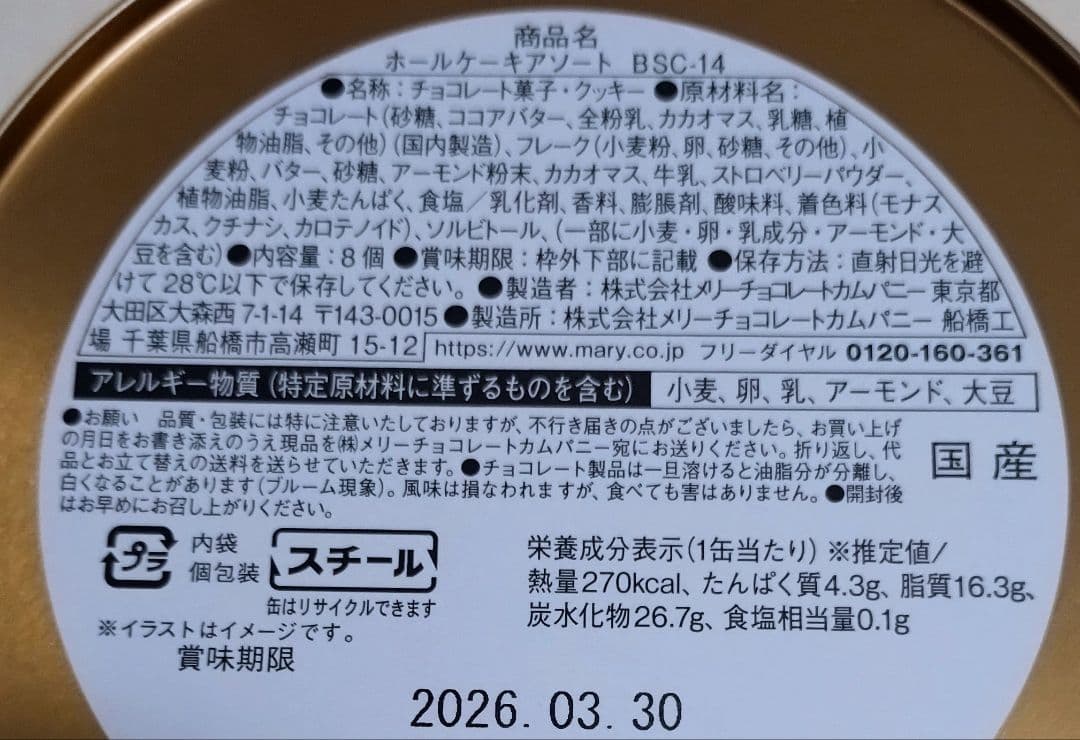 商品名
ホールケーキアソート BSC-14
●名称：チョコレート菓子・クッキー ●原材料名：
チョコレート(砂糖、ココアバター、全粉乳、カカオマス、乳糖、植
物油脂、その他)(国内製造)、フレーク(小麦粉、卵、砂糖、その他)、小
麦粉、バター、砂糖、アーモンド粉末、カカオマス、牛乳、ストロベリーパウダー、
植物油脂、小麦たんぱく、食塩／乳化剤、香料、膨脹剤、酸味料、着色料(モナス
カス、クチナシ、カロテノイド)、ソルビトール、(一部に小麦・卵・乳成分・アーモンド・大
豆を含む)●内容量：8個 ●賞味期限：枠外下部に記載 ●保存方法：直射日光を避
けて28℃以下で保存してください。●製造者：株式会社メリーチョコレートカムパニー 東京都
大田区大森西7-1-14 〒143-0015●製造所：株式会社メリーチョコレートカムパニー 船橋工
場 千葉県船橋市高瀬町 15-12 https://www.mary.co.jp フリーダイヤル 0120-160-361
アレルギー物質(特定原材料に準ずるものを含む) 小麦、卵、乳、アーモンド、大豆
●お願い 品質・包装には特に注意いたしておりますが、不行き届きの点がございましたら、お買い上げ
の月日をお書き添えのうえ現品を㈱メリーチョコレートカムパニー宛にお送りください。折り返し、代
品とお立て替えの送料を送らせていただきます。●チョコレート製品は一旦溶けると油脂分が分離し、
白くなることがあります(ブルーム現象)。風味は損なわれますが、食べても害はありません。●開封後
はお早めにお召し上がりください。
国産
プラ 内袋
個包装
スチール
缶はリサイクルできます
※イラストはイメージです。
栄養成分表示(1缶当たり)※推定値/
熱量270kcal、たんぱく質4.3g、脂質16.3g、
炭水化物26.7g、食塩相当量0.1g
賞味期限
2026.03.30